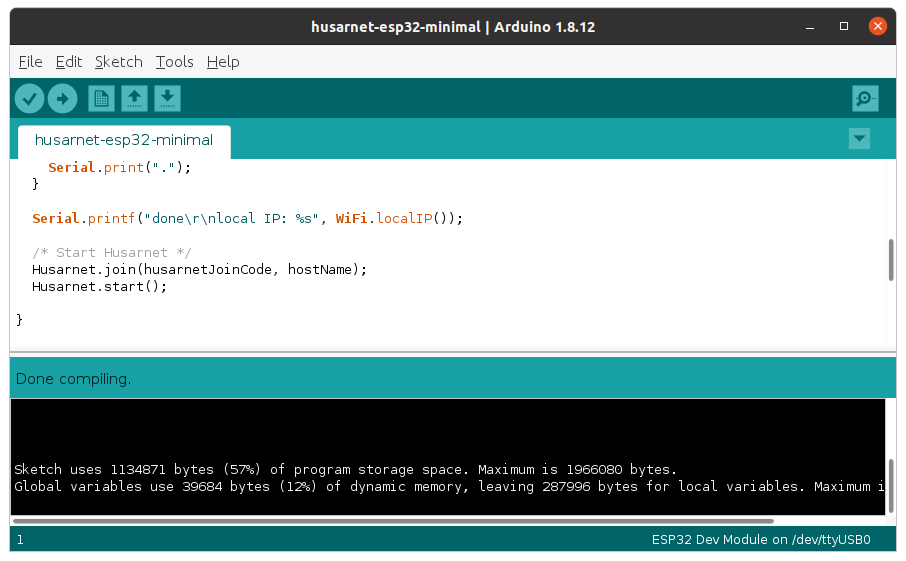 husarnet-esp32-minimal | Arduino 1.8.12
File Edit Sketch Tools Help
husarnet-esp32-minimal
Serial.print(".");
}
Serial.printf("done\r\nlocal IP: %s", WiFi.localIP());
/* Start Husarnet */
Husarnet.join(husarnetJoinCode, hostName);
Husarnet.start();
}
Done compiling.
Sketch uses 1134871 bytes (57%) of program storage space. Maximum is 1966080 bytes.
Global variables use 39684 bytes (12%) of dynamic memory, leaving 287996 bytes for local variables. Maximum i
1 ESP32 Dev Module on /dev/ttyUSB0